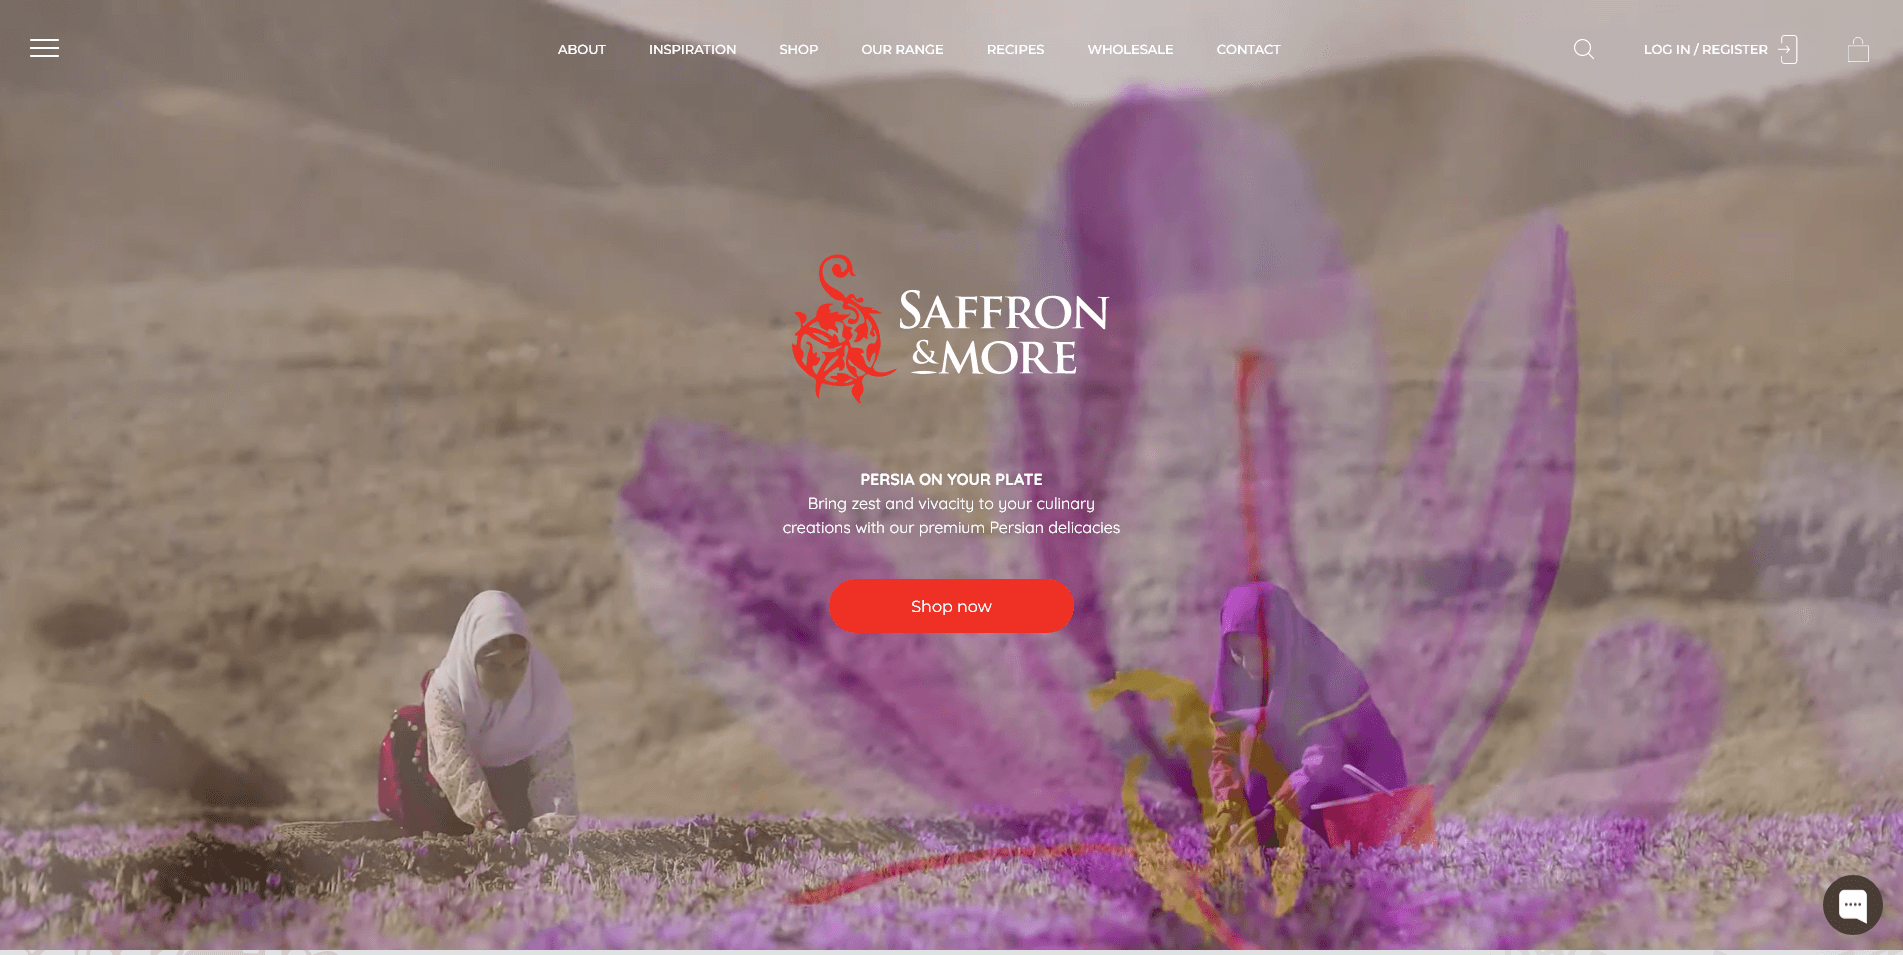 ABOUT INSPIRATION SHOP OUR RANGE RECIPES WHOLESALE CONTACT LOG IN / REGISTER
SAFFRON
& MORE
PERSIA ON YOUR PLATE
Bring zest and vivacity to your culinary
creations with our premium Persian delicacies
Shop now